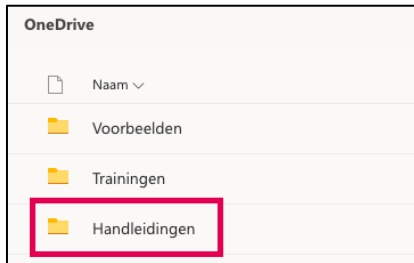 OneDrive
Naam
Voorbeelden
Trainingen
Handleidingen